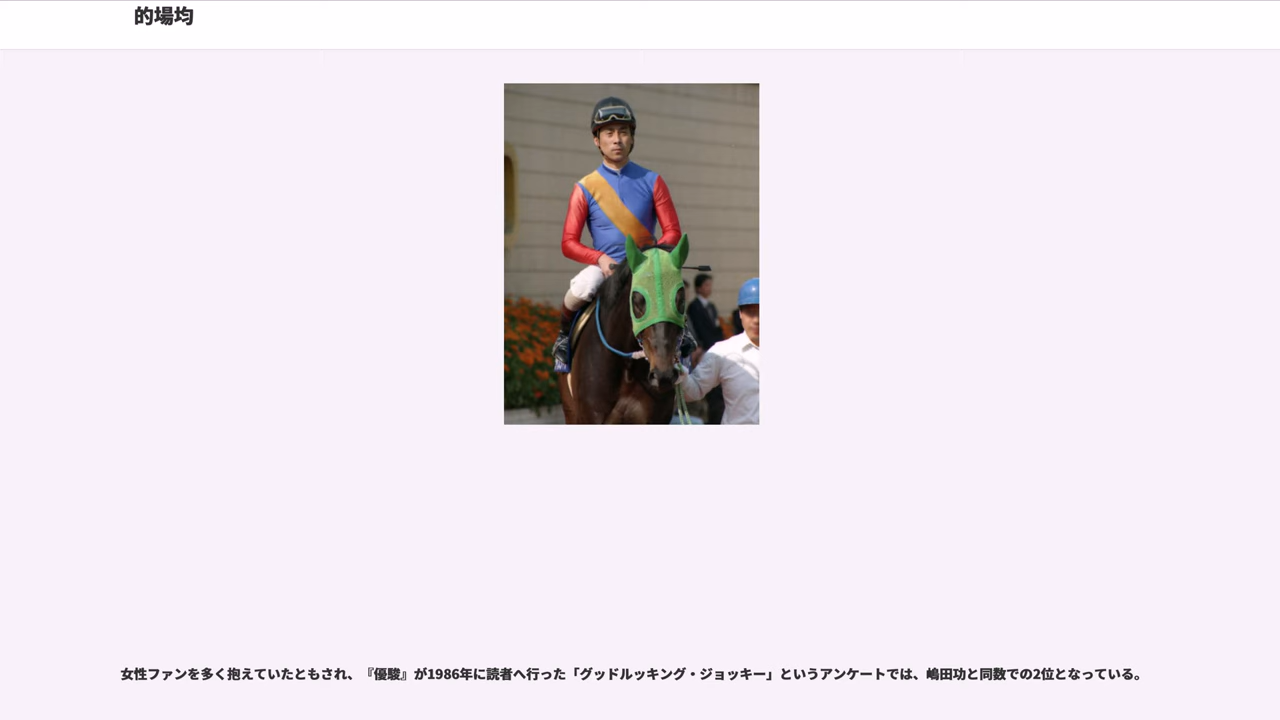 的場均
女性ファンを多く抱えていたともされ、『優駿』が1986年に読者へ行った「グッドルッキング・ジョッキー」というアンケートでは、嶋田功と同数での2位となっている。